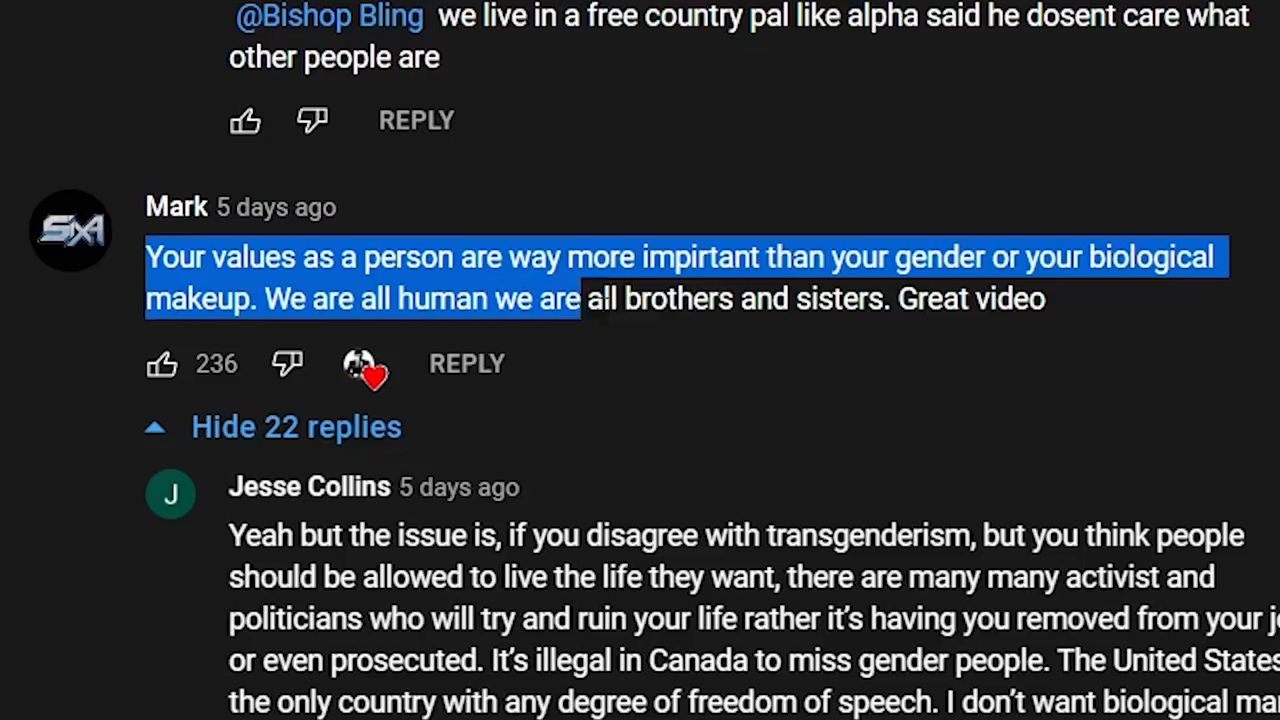 @Bishop Bling we live in a free country pal like alpha said he dosent care what
other people are
REPLY
Mark 5 days ago
SXA
Your values as a person are way more impirtant than your gender or your biological
makeup. We are all human we are all brothers and sisters. Great video
236 REPLY
Hide 22 replies
J
Jesse Collins 5 days ago
Yeah but the issue is, if you disagree with transgenderism, but you think people
should be allowed to live the life they want, there are many many activist and
politicians who will try and ruin your life rather it’s having you removed from your
or even prosecuted. It’s illegal in Canada to miss gender people. The United States
the only country with any degree of freedom of speech. I don’t want biological